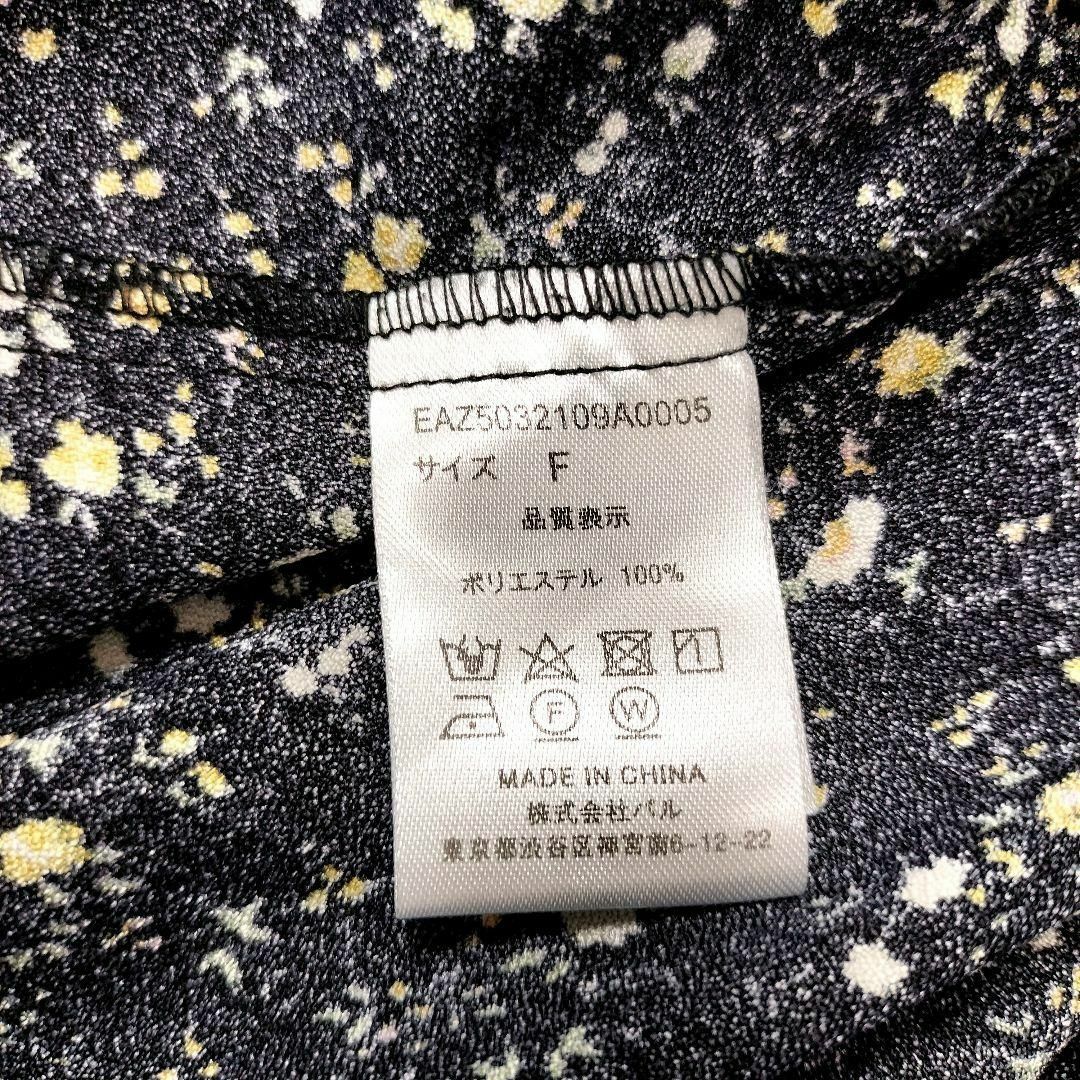 EAZ5032109A0005
サイズ F
品質表示
ポリエステル 100%
1
F W
MADE IN CHINA
株式会社パル
東京都渋谷区神宮前6-12-22